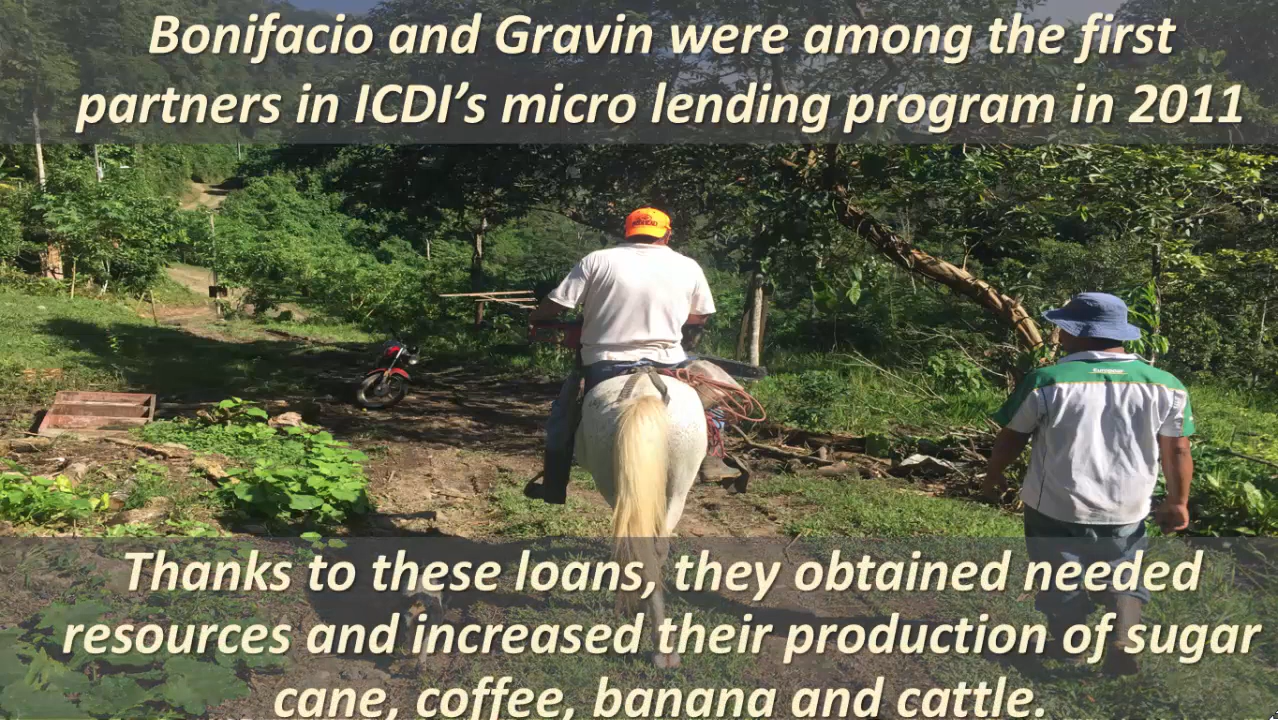 Bonifacio and Gravin were among the first
partners in ICDI’s micro lending program in 2011
Europcar
Thanks to these loans, they obtained needed
resources and increased their production of sugar
cane, coffee, banana and cattle.